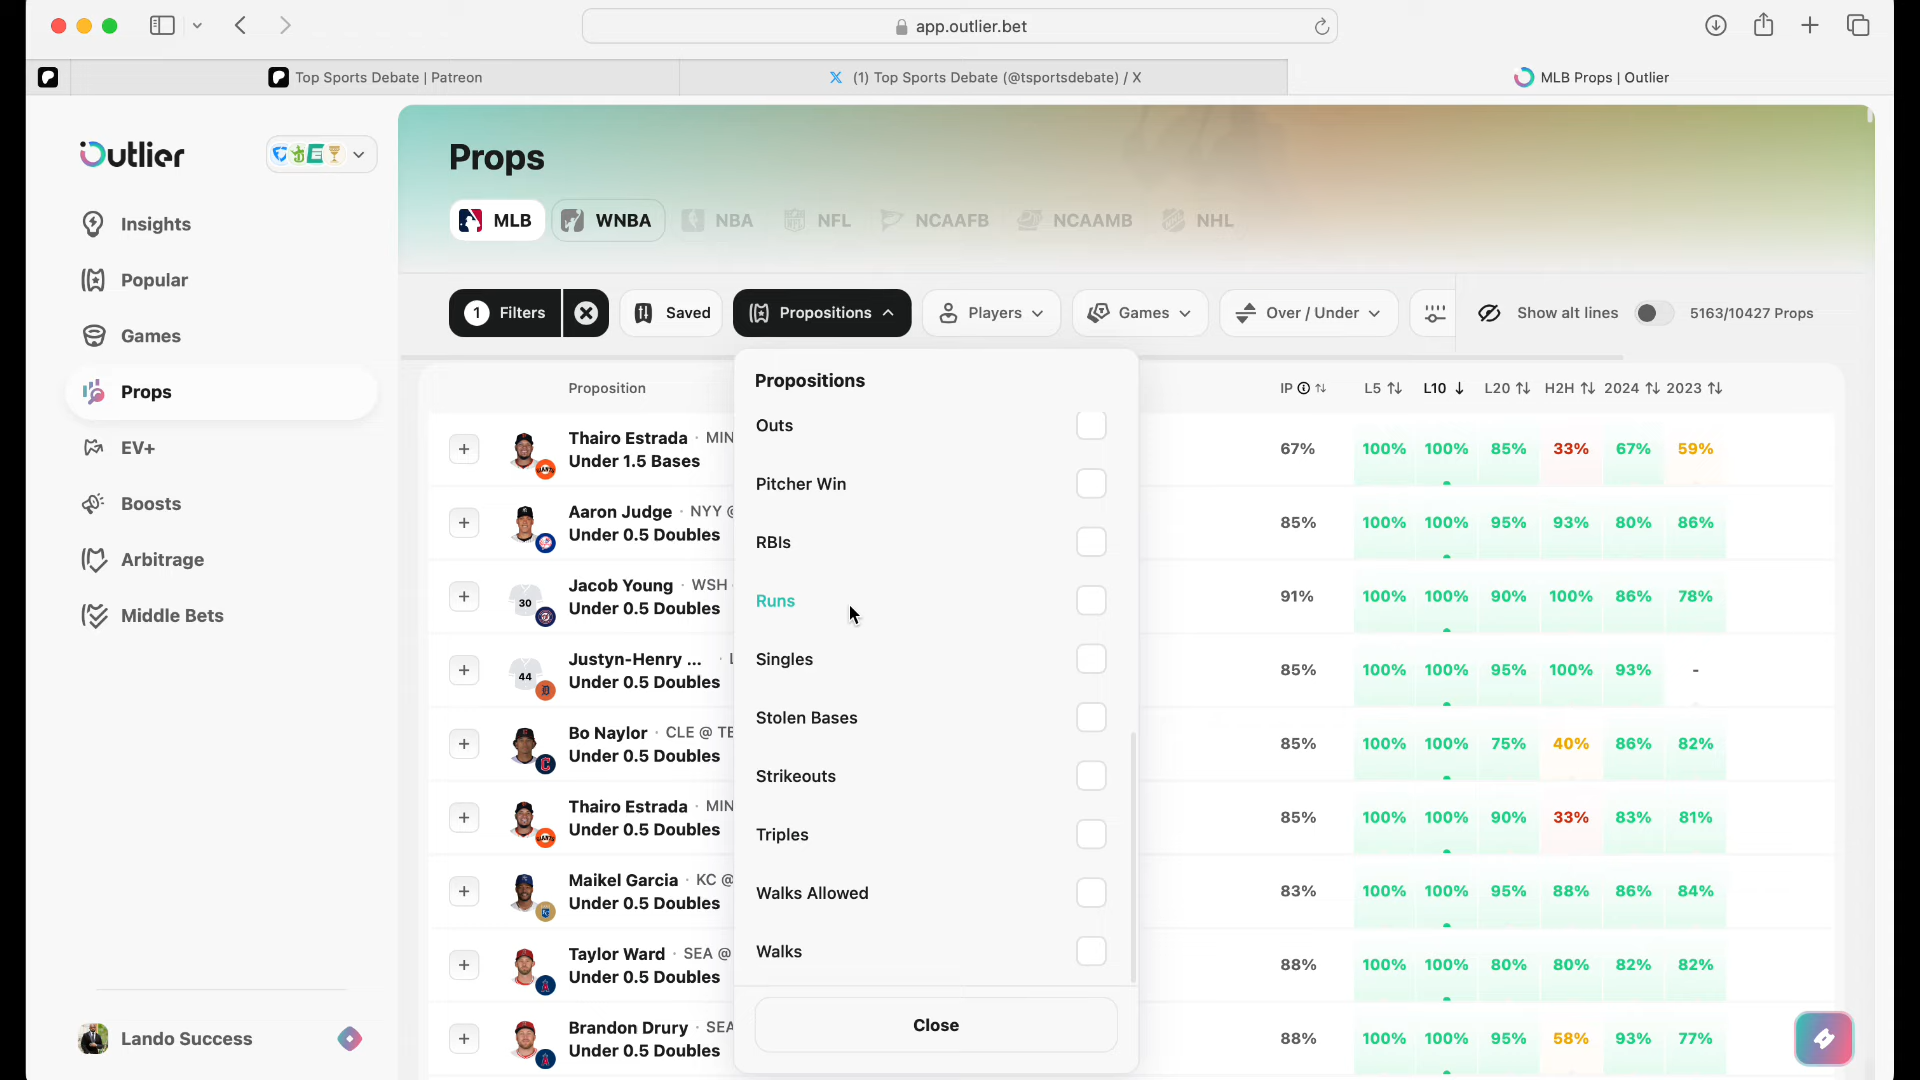 app.outlier.bet
Top Sports Debate | Patreon
(1) Top Sports Debate (@tsportsdebate) / X
MLB Props | Outlier
Outlier
Insights
Popular
Games
Props
EV+
Boosts
Arbitrage
Middle Bets
Lando Success
Props
MLB
WNBA
NBA
NFL
NCAAFB
NCAAMB
NHL
1 Filters
Saved
Propositions
Players
Games
Over / Under
Show alt lines
5163/10427 Props
Proposition
IP L5 L10 L20 H2H 2024 2023
Thairo Estrada · MIN
Under 1.5 Bases
67% 100% 100% 85% 33% 67% 59%
Aaron Judge · NYY @
Under 0.5 Doubles
85% 100% 100% 95% 93% 80% 86%
30
Jacob Young · WSH
Under 0.5 Doubles
91% 100% 100% 90% 100% 86% 78%
44
Justyn-Henry ... ·
Under 0.5 Doubles
85% 100% 100% 95% 100% 93% -
Bo Naylor · CLE @ TE
Under 0.5 Doubles
85% 100% 100% 75% 40% 86% 82%
Thairo Estrada · MIN
Under 0.5 Doubles
85% 100% 100% 90% 33% 83% 81%
Maikel Garcia · KC @
Under 0.5 Doubles
83% 100% 100% 95% 88% 86% 84%
Taylor Ward · SEA @
Under 0.5 Doubles
88% 100% 100% 80% 80% 82% 82%
Brandon Drury · SEA
Under 0.5 Doubles
88% 100% 100% 95% 58% 93% 77%
Propositions
Outs
Pitcher Win
RBIs
Runs
Singles
Stolen Bases
Strikeouts
Triples
Walks Allowed
Walks
Close